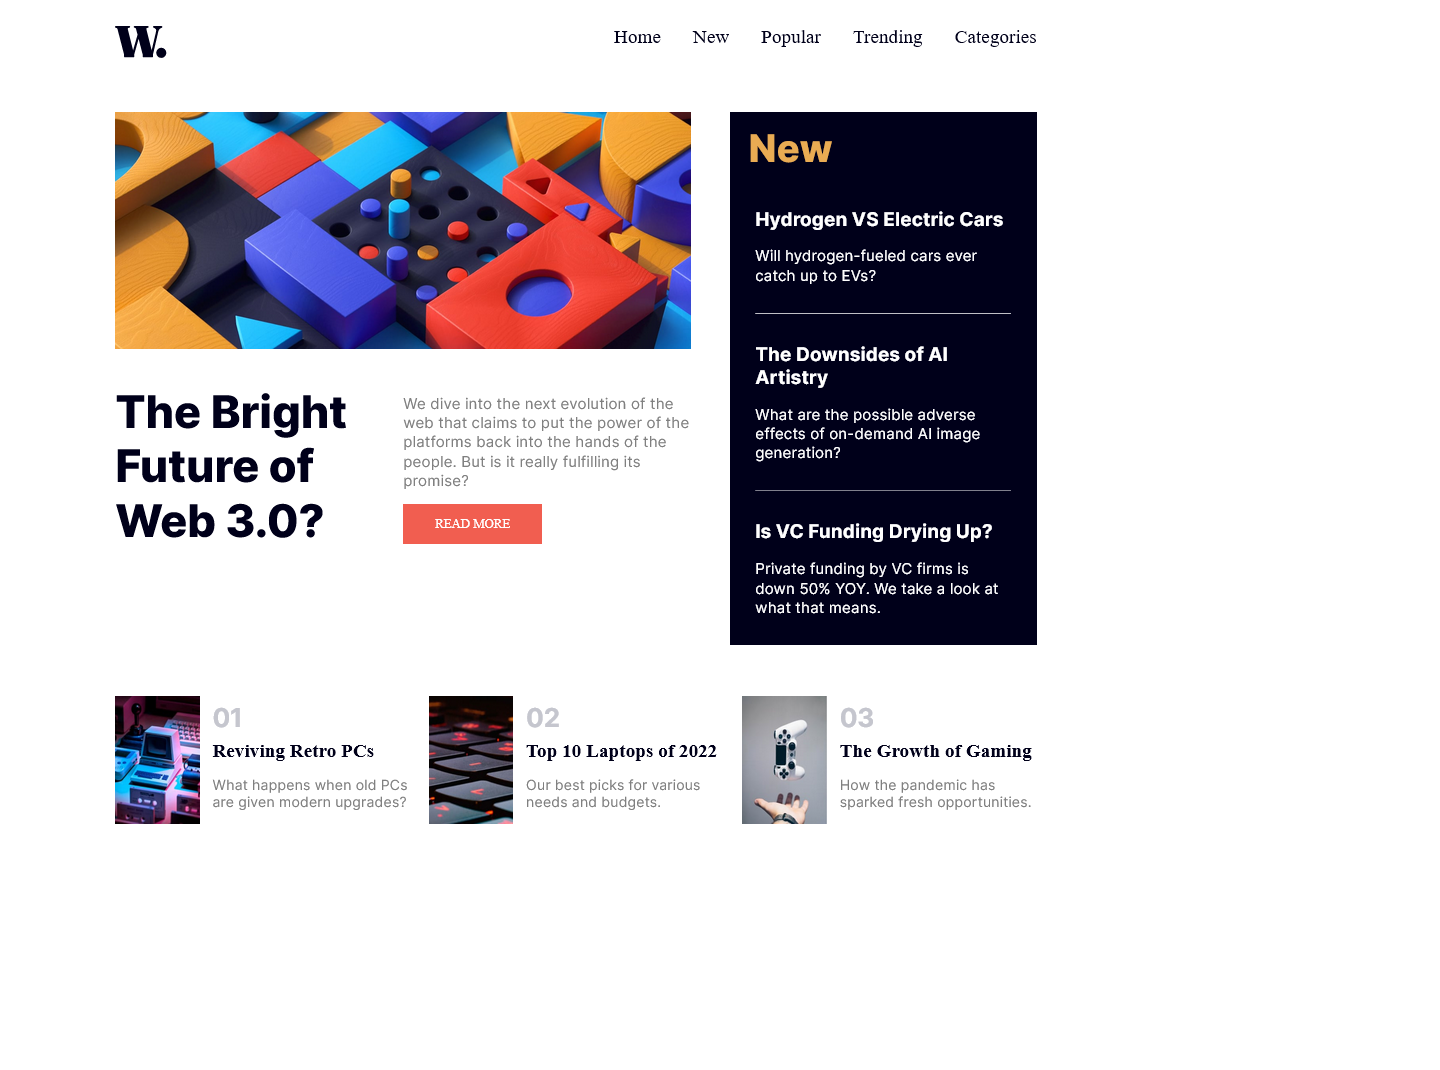 W.
Home New Popular Trending Categories
New
Hydrogen VS Electric Cars
Will hydrogen-fueled cars ever
catch up to EVs?
The Downsides of AI
Artistry
What are the possible adverse
effects of on-demand AI image
generation?
Is VC Funding Drying Up?
Private funding by VC firms is
down 50% YOY. We take a look at
what that means.
The Bright
Future of
Web 3.0?
We dive into the next evolution of the
web that claims to put the power of the
platforms back into the hands of the
people. But is it really fulfilling its
promise?
READ MORE
01
Reviving Retro PCs
What happens when old PCs
are given modern upgrades?
02
Top 10 Laptops of 2022
Our best picks for various
needs and budgets.
03
The Growth of Gaming
How the pandemic has
sparked fresh opportunities.